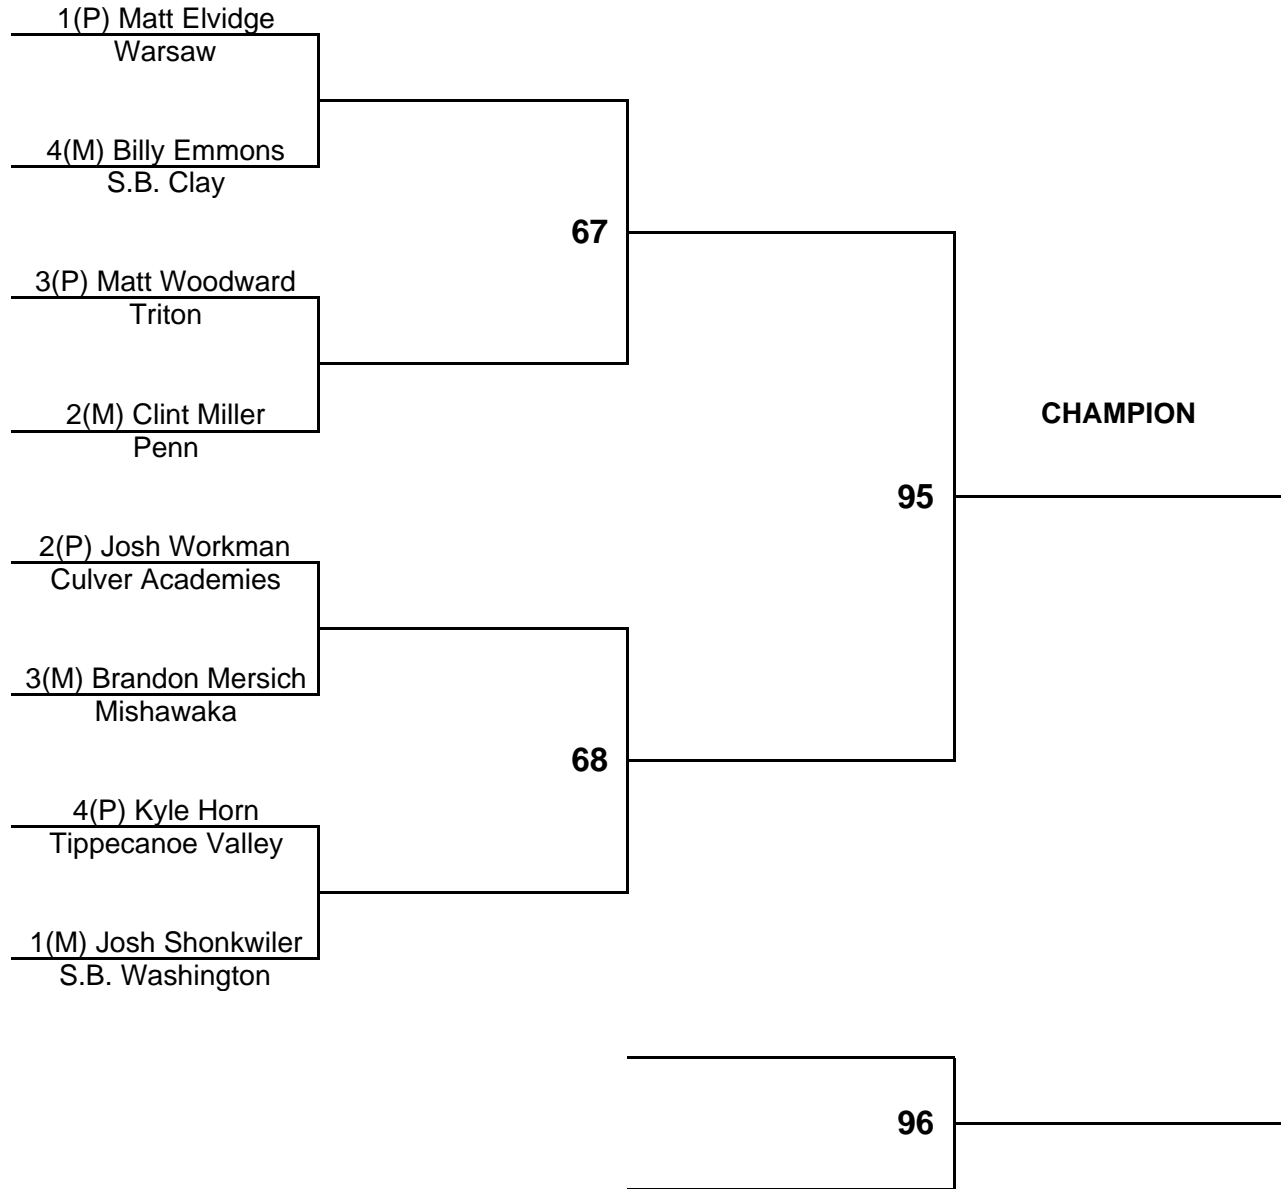 1(P) Matt Elvidge
Warsaw
4(M) Billy Emmons
S.B. Clay
67
3(P) Matt Woodward
Triton
2(M) Clint Miller
Penn
CHAMPION
95
2(P) Josh Workman
Culver Academies
3(M) Brandon Mersich
Mishawaka
68
4(P) Kyle Horn
Tippecanoe Valley
1(M) Josh Shonkwiler
S.B. Washington
96